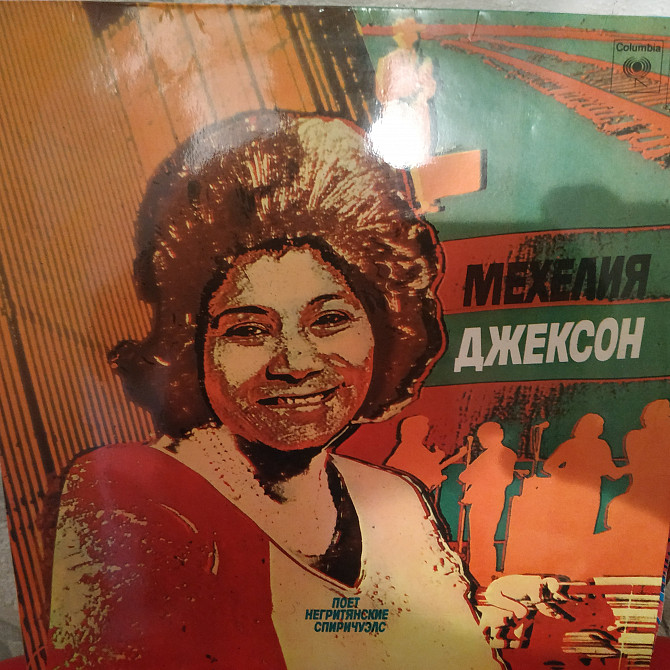 Columbia
МЕХЕЛИЯ
ДЖЕКСОН
ПОЕТ
НЕГРИТЯНСКИЕ
СПИРИЧУЭЛС